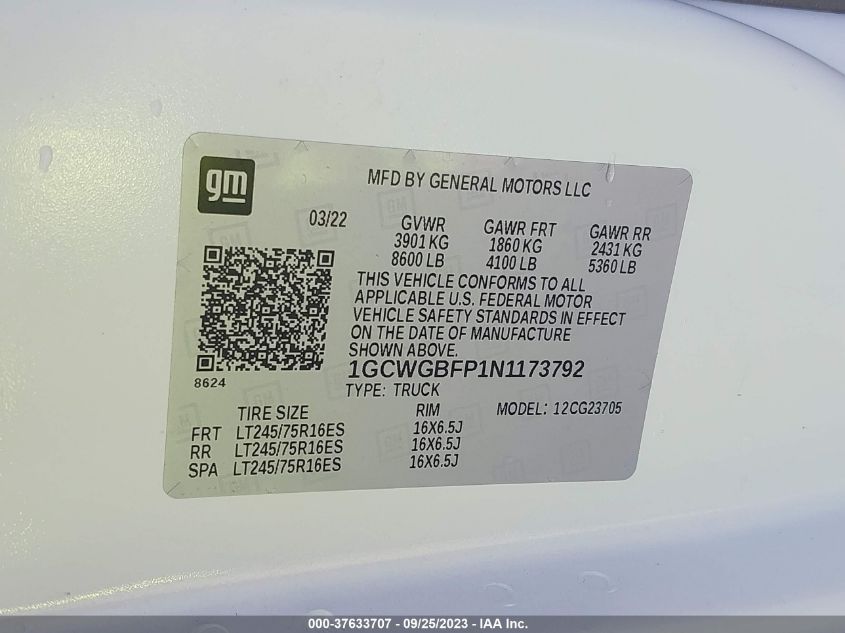 gm
MFD BY GENERAL MOTORS LLC
03/22
GVWR GAWR FRT GAWR RR
3901 KG 1860 KG 2431 KG
8600 LB 4100 LB 5360 LB
THIS VEHICLE CONFORMS TO ALL
APPLICABLE U.S. FEDERAL MOTOR
VEHICLE SAFETY STANDARDS IN EFFECT
ON THE DATE OF MANUFACTURE
SHOWN ABOVE.
8624
1GCWGBFP1N1173792
TYPE: TRUCK
TIRE SIZE RIM MODEL: 12CG23705
FRT LT245/75R16ES 16X6.5J
RR LT245/75R16ES 16X6.5J
SPA LT245/75R16ES 16X6.5J
000-37633707 - 09/25/2023 - IAA Inc.